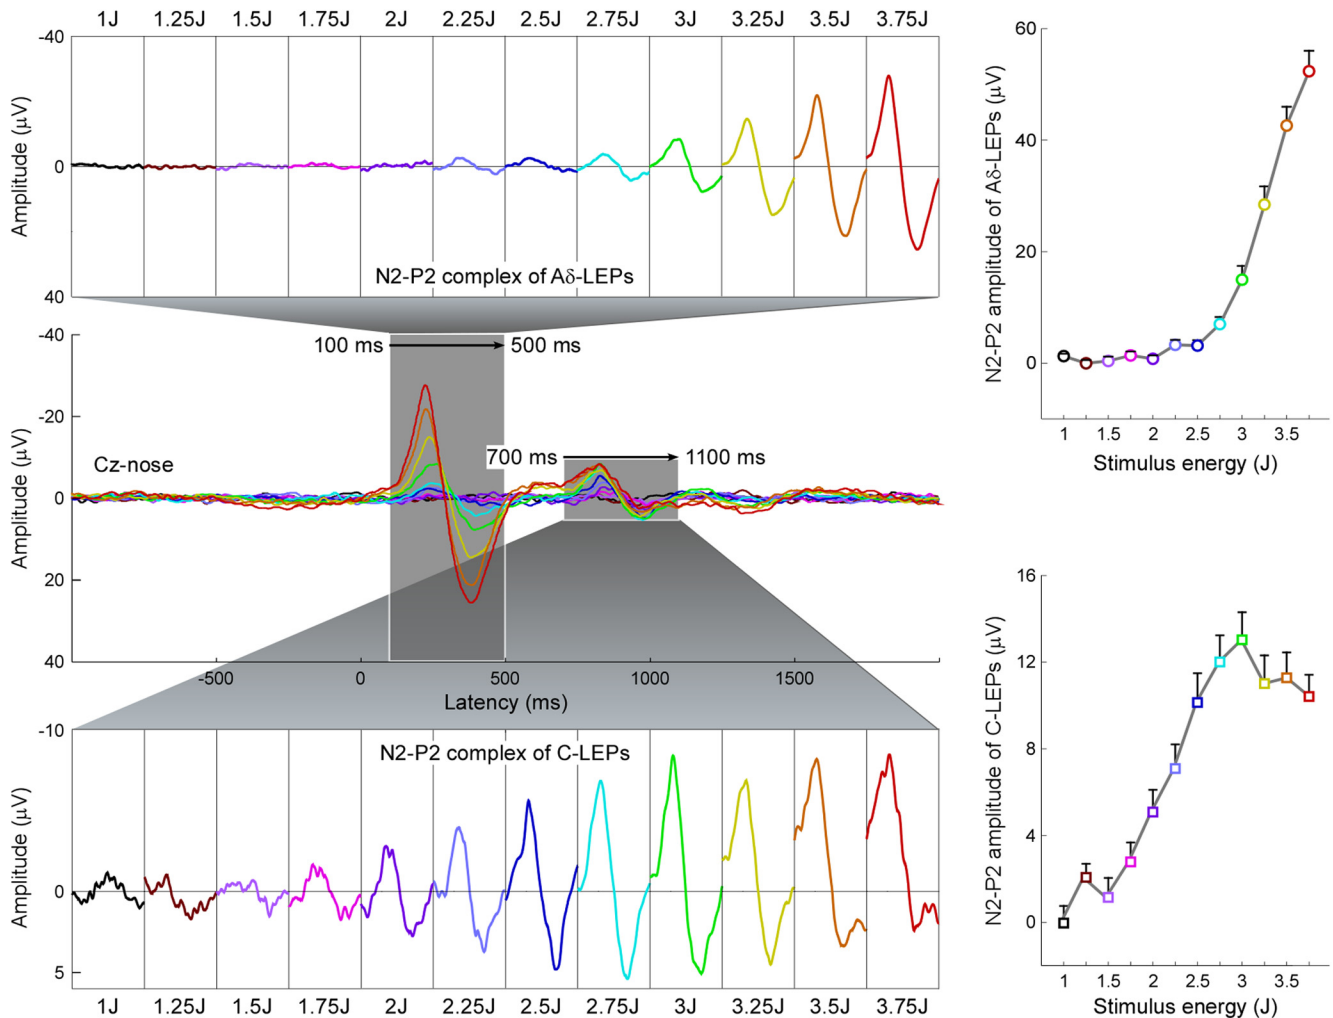 1J 1.25J 1.5J 1.75J 2J 2.25J 2.5J 2.75J 3J 3.25J 3.5J 3.75J
-40
0
40
Amplitude (µV)
N2-P2 complex of Aδ-LEPs
-40
-20
0
20
40
Amplitude (µV)
100 ms 500 ms
Cz-nose
700 ms 1100 ms
-500 0 500 1000 1500
Latency (ms)
-10
0
5
Amplitude (µV)
N2-P2 complex of C-LEPs
1J 1.25J 1.5J 1.75J 2J 2.25J 2.5J 2.75J 3J 3.25J 3.5J 3.75J
60
40
20
0
N2-P2 amplitude of Aδ-LEPs (µV)
1 1.5 2 2.5 3 3.5
Stimulus energy (J)
16
12
8
4
0
N2-P2 amplitude of C-LEPs (µV)
1 1.5 2 2.5 3 3.5
Stimulus energy (J)